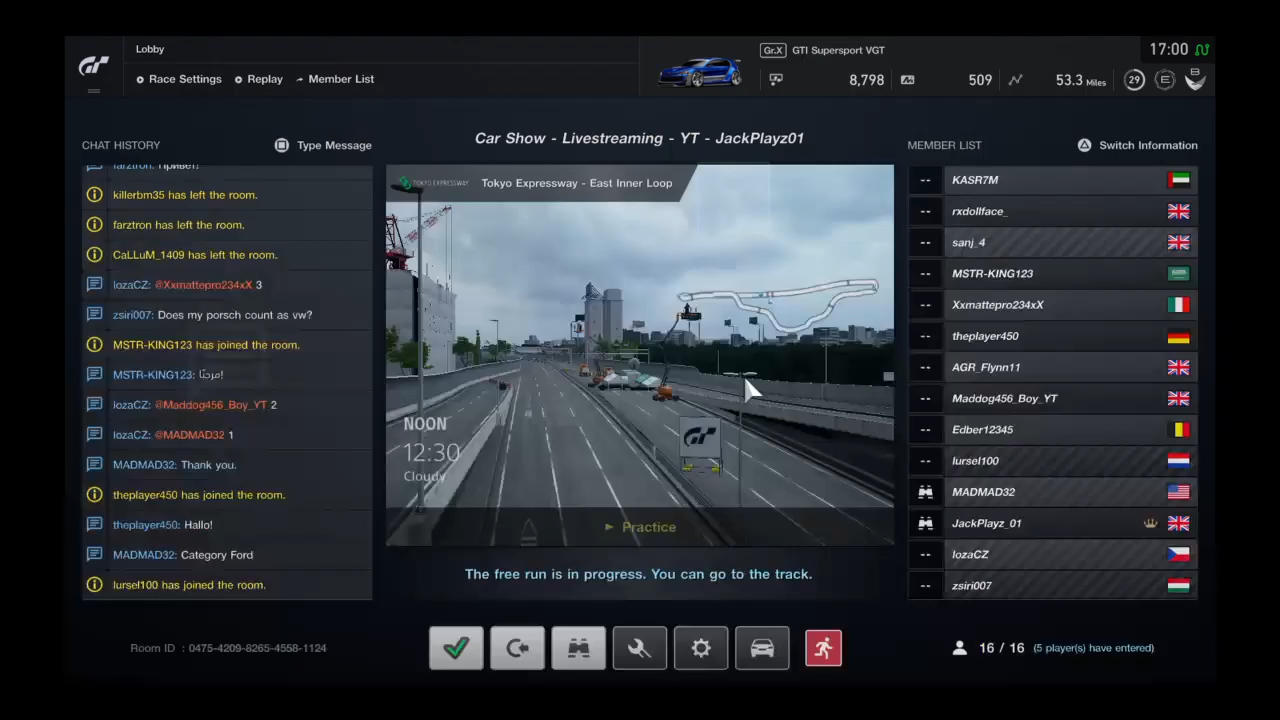 Lobby
Race Settings
Replay
Member List
Gr.X GTI Supersport VGT
8,798
509
53.3 Miles
29
E
B
17:00
CHAT HISTORY
Type Message
farztron: Привет!
killerbm35 has left the room.
farztron has left the room.
CaLLuM_1409 has left the room.
lozaCZ: @Xxmattepro234xX 3
zsiri007: Does my porsch count as vw?
MSTR-KING123 has joined the room.
MSTR-KING123: مرحبًا!
lozaCZ: @Maddog456_Boy_YT 2
lozaCZ: @MADMAD32 1
MADMAD32: Thank you.
theplayer450 has joined the room.
theplayer450: Hallo!
MADMAD32: Category Ford
lursel100 has joined the room.
Car Show - Livestreaming - YT - JackPlayz01
TOKYO EXPRESSWAY
Tokyo Expressway - East Inner Loop
NOON
12:30
Cloudy
Practice
The free run is in progress. You can go to the track.
MEMBER LIST
Switch Information
-- KASR7M
-- rxdollface_
-- sanj_4
-- MSTR-KING123
-- Xxmattepro234xX
-- theplayer450
-- AGR_Flynn11
-- Maddog456_Boy_YT
-- Edber12345
-- lursel100
MADMAD32
JackPlayz_01
-- lozaCZ
-- zsiri007
Room ID : 0475-4209-8265-4558-1124
16 / 16 (5 player(s) have entered)